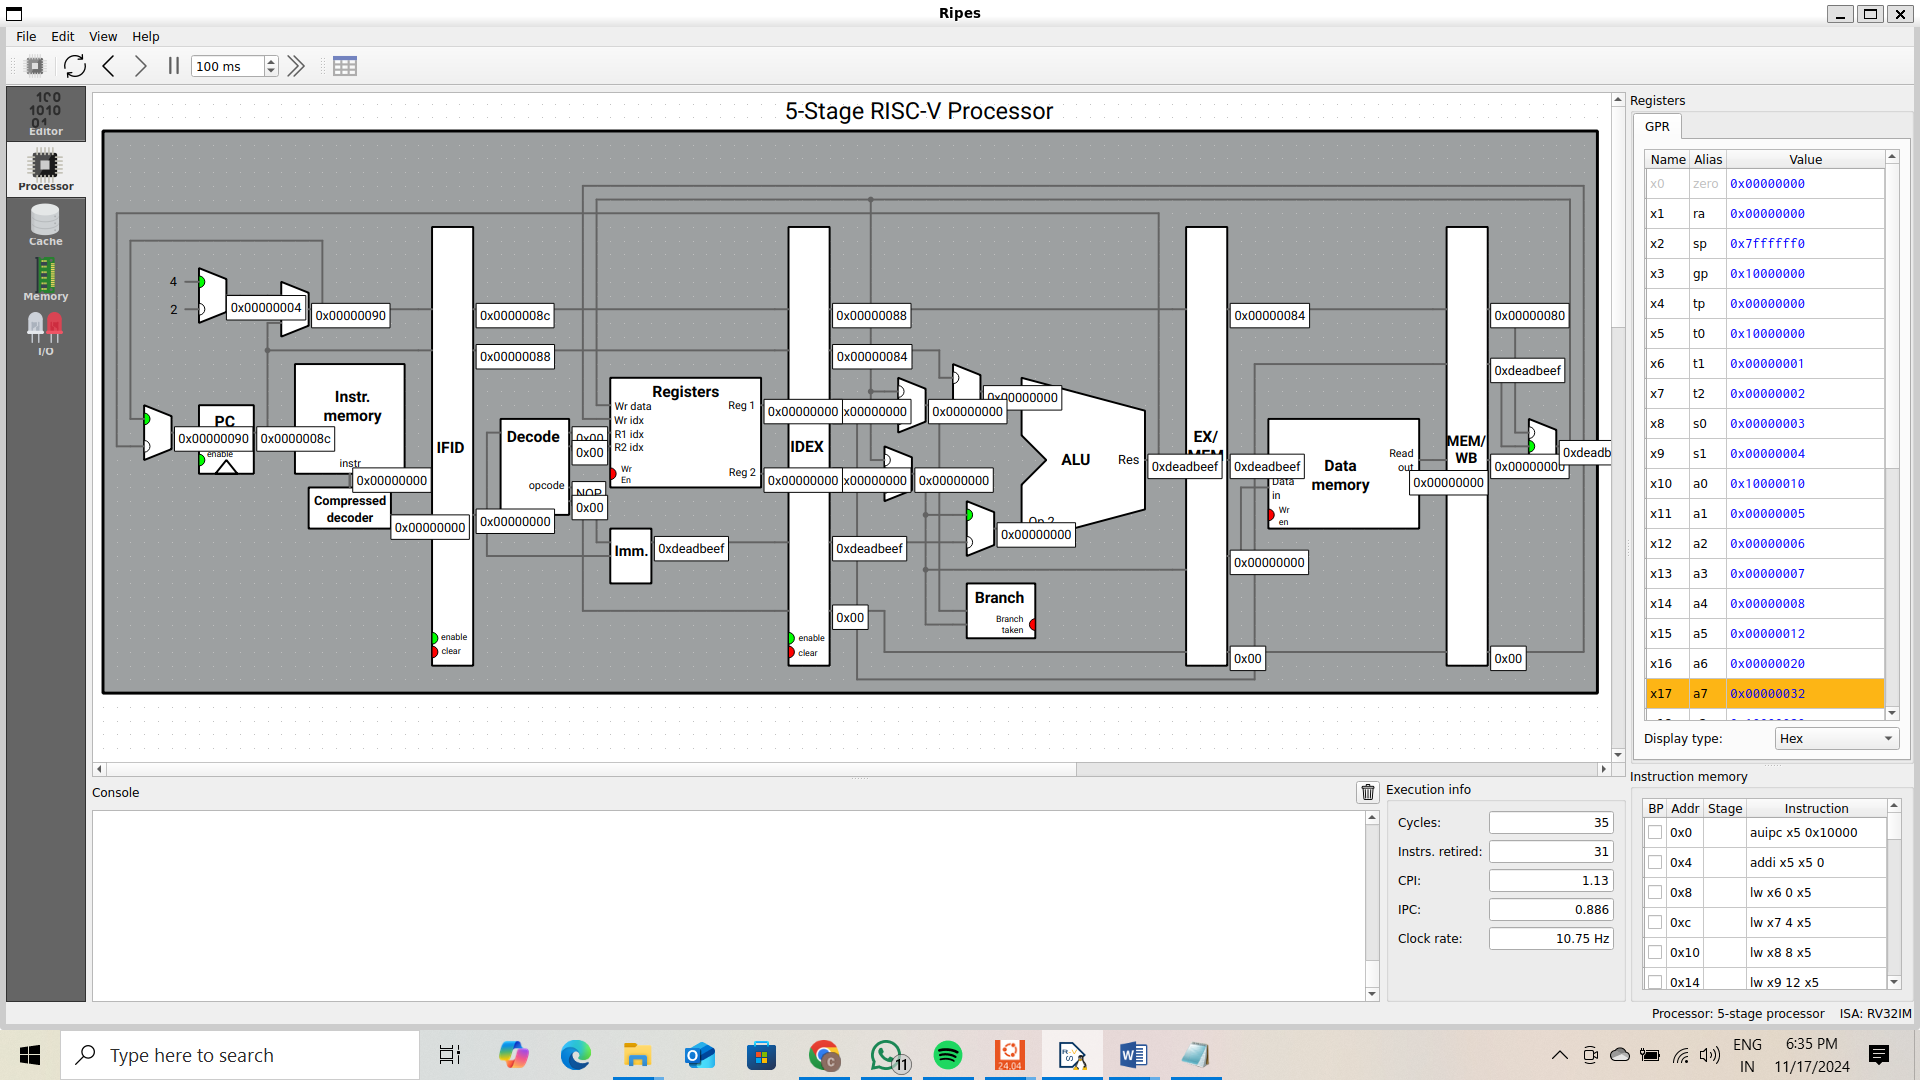 Ripes
File Edit View Help
100 ms
Editor
Processor
Cache
Memory
I/O
5-Stage RISC-V Processor
4
2
0x00000004
0x00000090
0x0000008c
0x00000088
0x00000088
0x00000084
0x00000084
0x00000080
0xdeadbeef
PC
enable
0x00000090
0x0000008c
Instr.
memory
instr
0x00000000
Compressed
decoder
0x00000000
IFID
enable
clear
0x00000000
Decode
opcode
0x00
0x00
NOP
0x00
Registers
Wr data
Wr idx
R1 idx
R2 idx
Wr
En
Reg 1
Reg 2
0x00000000
0x00000000
Imm.
0xdeadbeef
IDEX
enable
clear
x00000000
x00000000
0x00000000
0x00000000
0x00000000
0xdeadbeef
0x00
ALU
Res
Op 2
0x00000000
Branch
Branch
taken
0xdeadbeef
EX/
MEM
0xdeadbeef
0x00000000
0x00
Data
memory
Data
in
Wr
en
Read
out
0x00000000
MEM/
WB
0x00000000
0xdeadb
0x00
Registers
GPR
Name Alias Value
x0 zero 0x00000000
x1 ra 0x00000000
x2 sp 0x7ffffff0
x3 gp 0x10000000
x4 tp 0x00000000
x5 t0 0x10000000
x6 t1 0x00000001
x7 t2 0x00000002
x8 s0 0x00000003
x9 s1 0x00000004
x10 a0 0x10000010
x11 a1 0x00000005
x12 a2 0x00000006
x13 a3 0x00000007
x14 a4 0x00000008
x15 a5 0x00000012
x16 a6 0x00000020
x17 a7 0x00000032
Display type: Hex
Console
Execution info
Cycles: 35
Instrs. retired: 31
CPI: 1.13
IPC: 0.886
Clock rate: 10.75 Hz
Instruction memory
BP Addr Stage Instruction
0x0 auipc x5 0x10000
0x4 addi x5 x5 0
0x8 lw x6 0 x5
0xc lw x7 4 x5
0x10 lw x8 8 x5
0x14 lw x9 12 x5
Processor: 5-stage processor ISA: RV32IM
Type here to search
11
24.04
ENG
IN
6:35 PM
11/17/2024